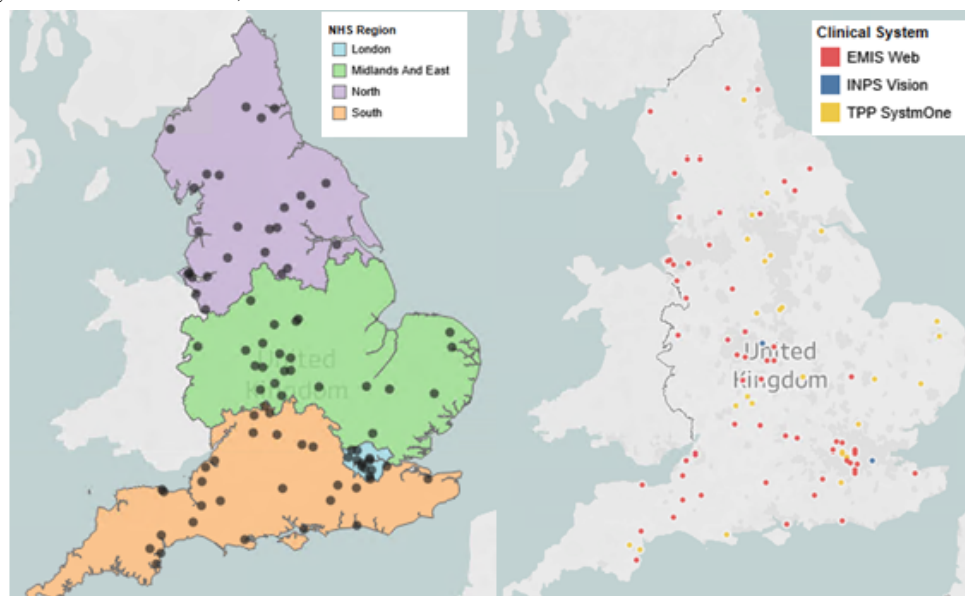 NHS Region
London
Midlands And East
North
South
United
Kingdom
Clinical System
EMIS Web
INPS Vision
TPP SystmOne
United
Kingdom